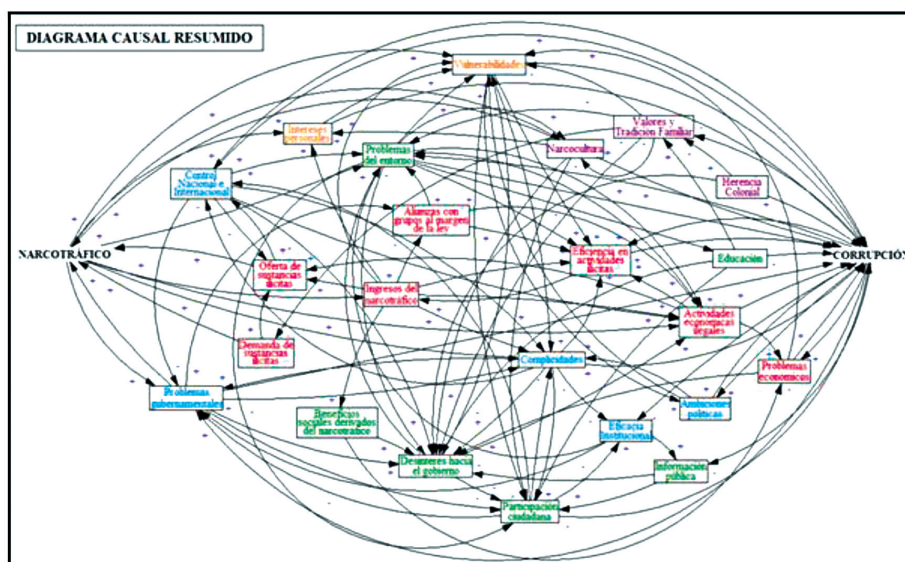 DIAGRAMA CAUSAL RESUMIDO
Vulnerabilidades
Intereses
personales
Valores y
Tradición Familiar
Problemas
del entorno
Narcocultura
Control
Nacional e
Internacional
Herencia
Colonial
Alianzas con
grupos al margen
de la ley
NARCOTRÁFICO
CORRUPCIÓN
Eficiencia en
actividades
ilícitas
Educación
Oferta de
sustancias
ilícitas
Ingresos del
narcotráfico
Actividades
económicas
ilegales
Demanda de
sustancias
ilícitas
Complicidades
Problemas
económicos
Problemas
gubernamentales
Ambiciones
políticas
Beneficios
sociales derivados
del narcotráfico
Eficacia
Institucional
Desinterés hacia
el gobierno
Información
pública
Participación
ciudadana